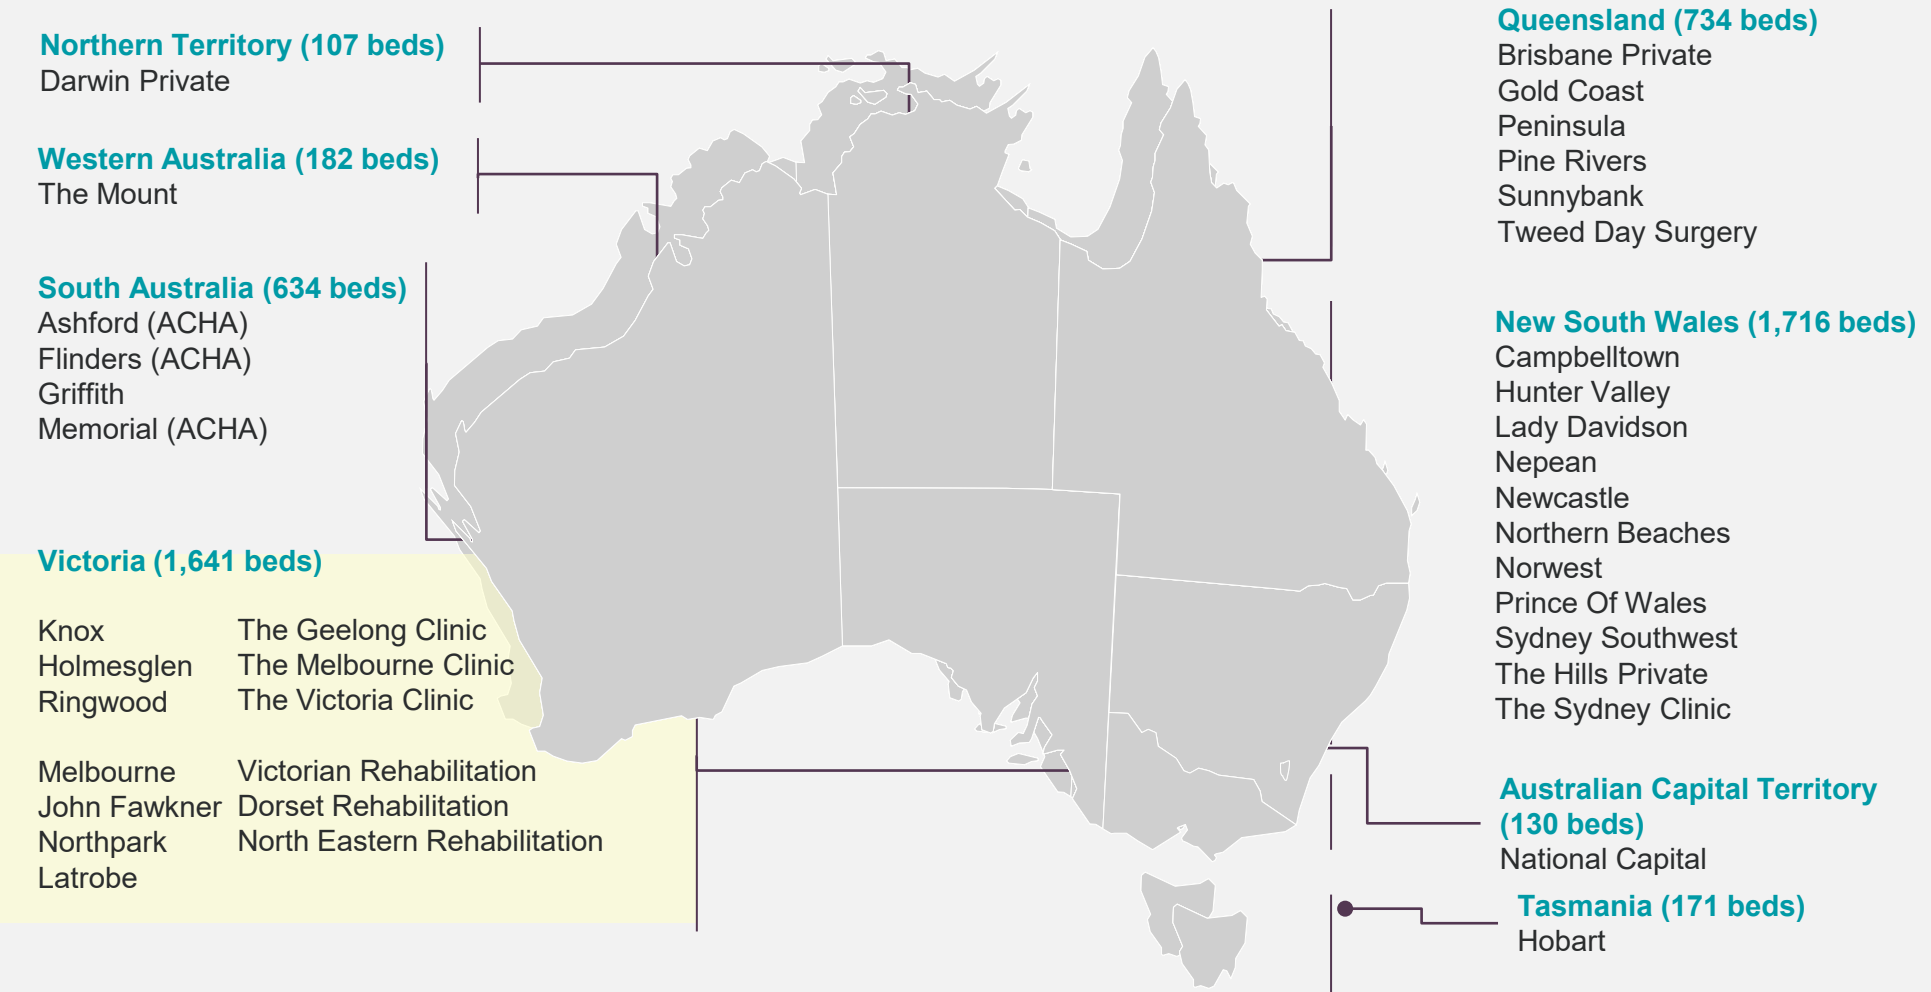 Northern Territory (107 beds)
Darwin Private
Western Australia (182 beds)
The Mount
South Australia (634 beds)
Ashford (ACHA)
Flinders (ACHA)
Griffith
Memorial (ACHA)
Victoria (1,641 beds)
Knox
Holmesglen
Ringwood
Melbourne
John Fawkner
Northpark
Latrobe
The Geelong Clinic
The Melbourne Clinic
The Victoria Clinic
Victorian Rehabilitation
Dorset Rehabilitation
North Eastern Rehabilitation
Queensland (734 beds)
Brisbane Private
Gold Coast
Peninsula
Pine Rivers
Sunnybank
Tweed Day Surgery
New South Wales (1,716 beds)
Campbelltown
Hunter Valley
Lady Davidson
Nepean
Newcastle
Northern Beaches
Norwest
Prince Of Wales
Sydney Southwest
The Hills Private
The Sydney Clinic
Australian Capital Territory
(130 beds)
National Capital
Tasmania (171 beds)
Hobart